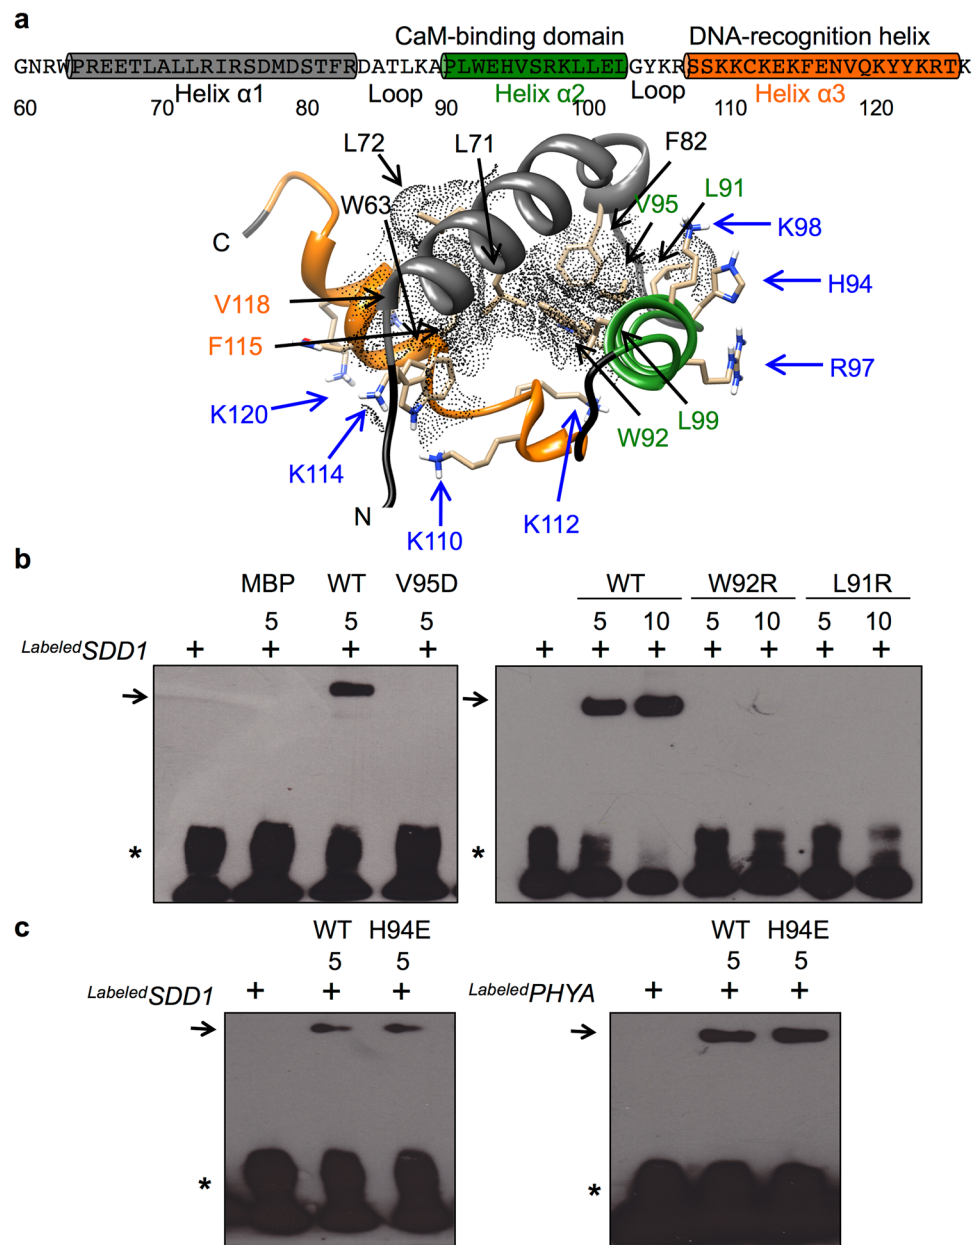 a
CaM-binding domain DNA-recognition helix
GNRWPREETLALLRIRSDMDSTFRDATLKAPLWEHVSRKLLELGYKRSSKKCKEKFENVQKYYKRTK
Helix α1 Loop Helix α2 Loop Helix α3
60 70 80 90 100 110 120
L72 L71 F82
W63 V95 L91
K98
C
H94
V118
F115
R97
K120
L99
W92
K114
N
K110
K112
b
MBP WT V95D WT W92R L91R
5 5 5 5 10 5 10 5 10
LabeledSDD1 + + + + + + + + + + +
*
*
c
WT H94E WT H94E
5 5 5 5
LabeledSDD1 + + + LabeledPHYA + + +
*
*